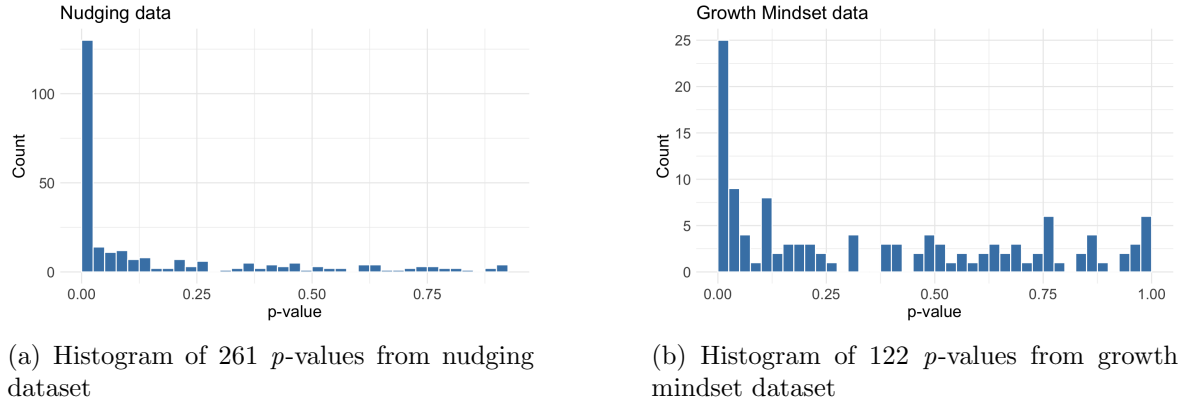 Nudging data
100
50
0
Count
0.00 0.25 0.50 0.75
p-value
(a) Histogram of 261 p-values from nudging
dataset
Growth Mindset data
25
20
15
10
5
0
Count
0.00 0.25 0.50 0.75 1.00
p-value
(b) Histogram of 122 p-values from growth
mindset dataset